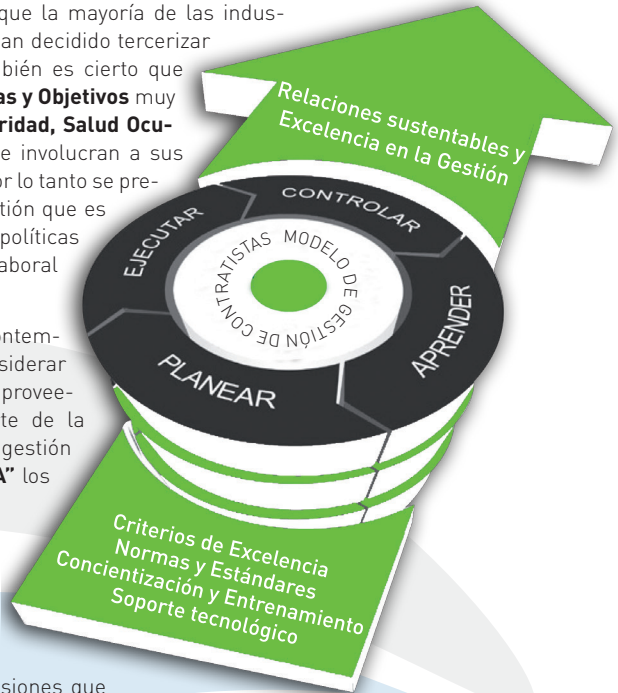 que la mayoría de las indus-
an decidido tercerizar
bién es cierto que
as y Objetivos muy
ridad, Salud Ocu-
e involucran a sus
or lo tanto se pre-
tión que es
políticas
aboral
ontem-
siderar
provee-
te de la
gestión
A” los
siones que
Relaciones sustentables y
Excelencia en la Gestión
EJECUTAR
CONTROLAR
APRENDER
PLANEAR
MODELO DE GESTIÓN DE CONTRATISTAS
Criterios de Excelencia
Normas y Estándares
Concientización y Entrenamiento
Soporte tecnológico